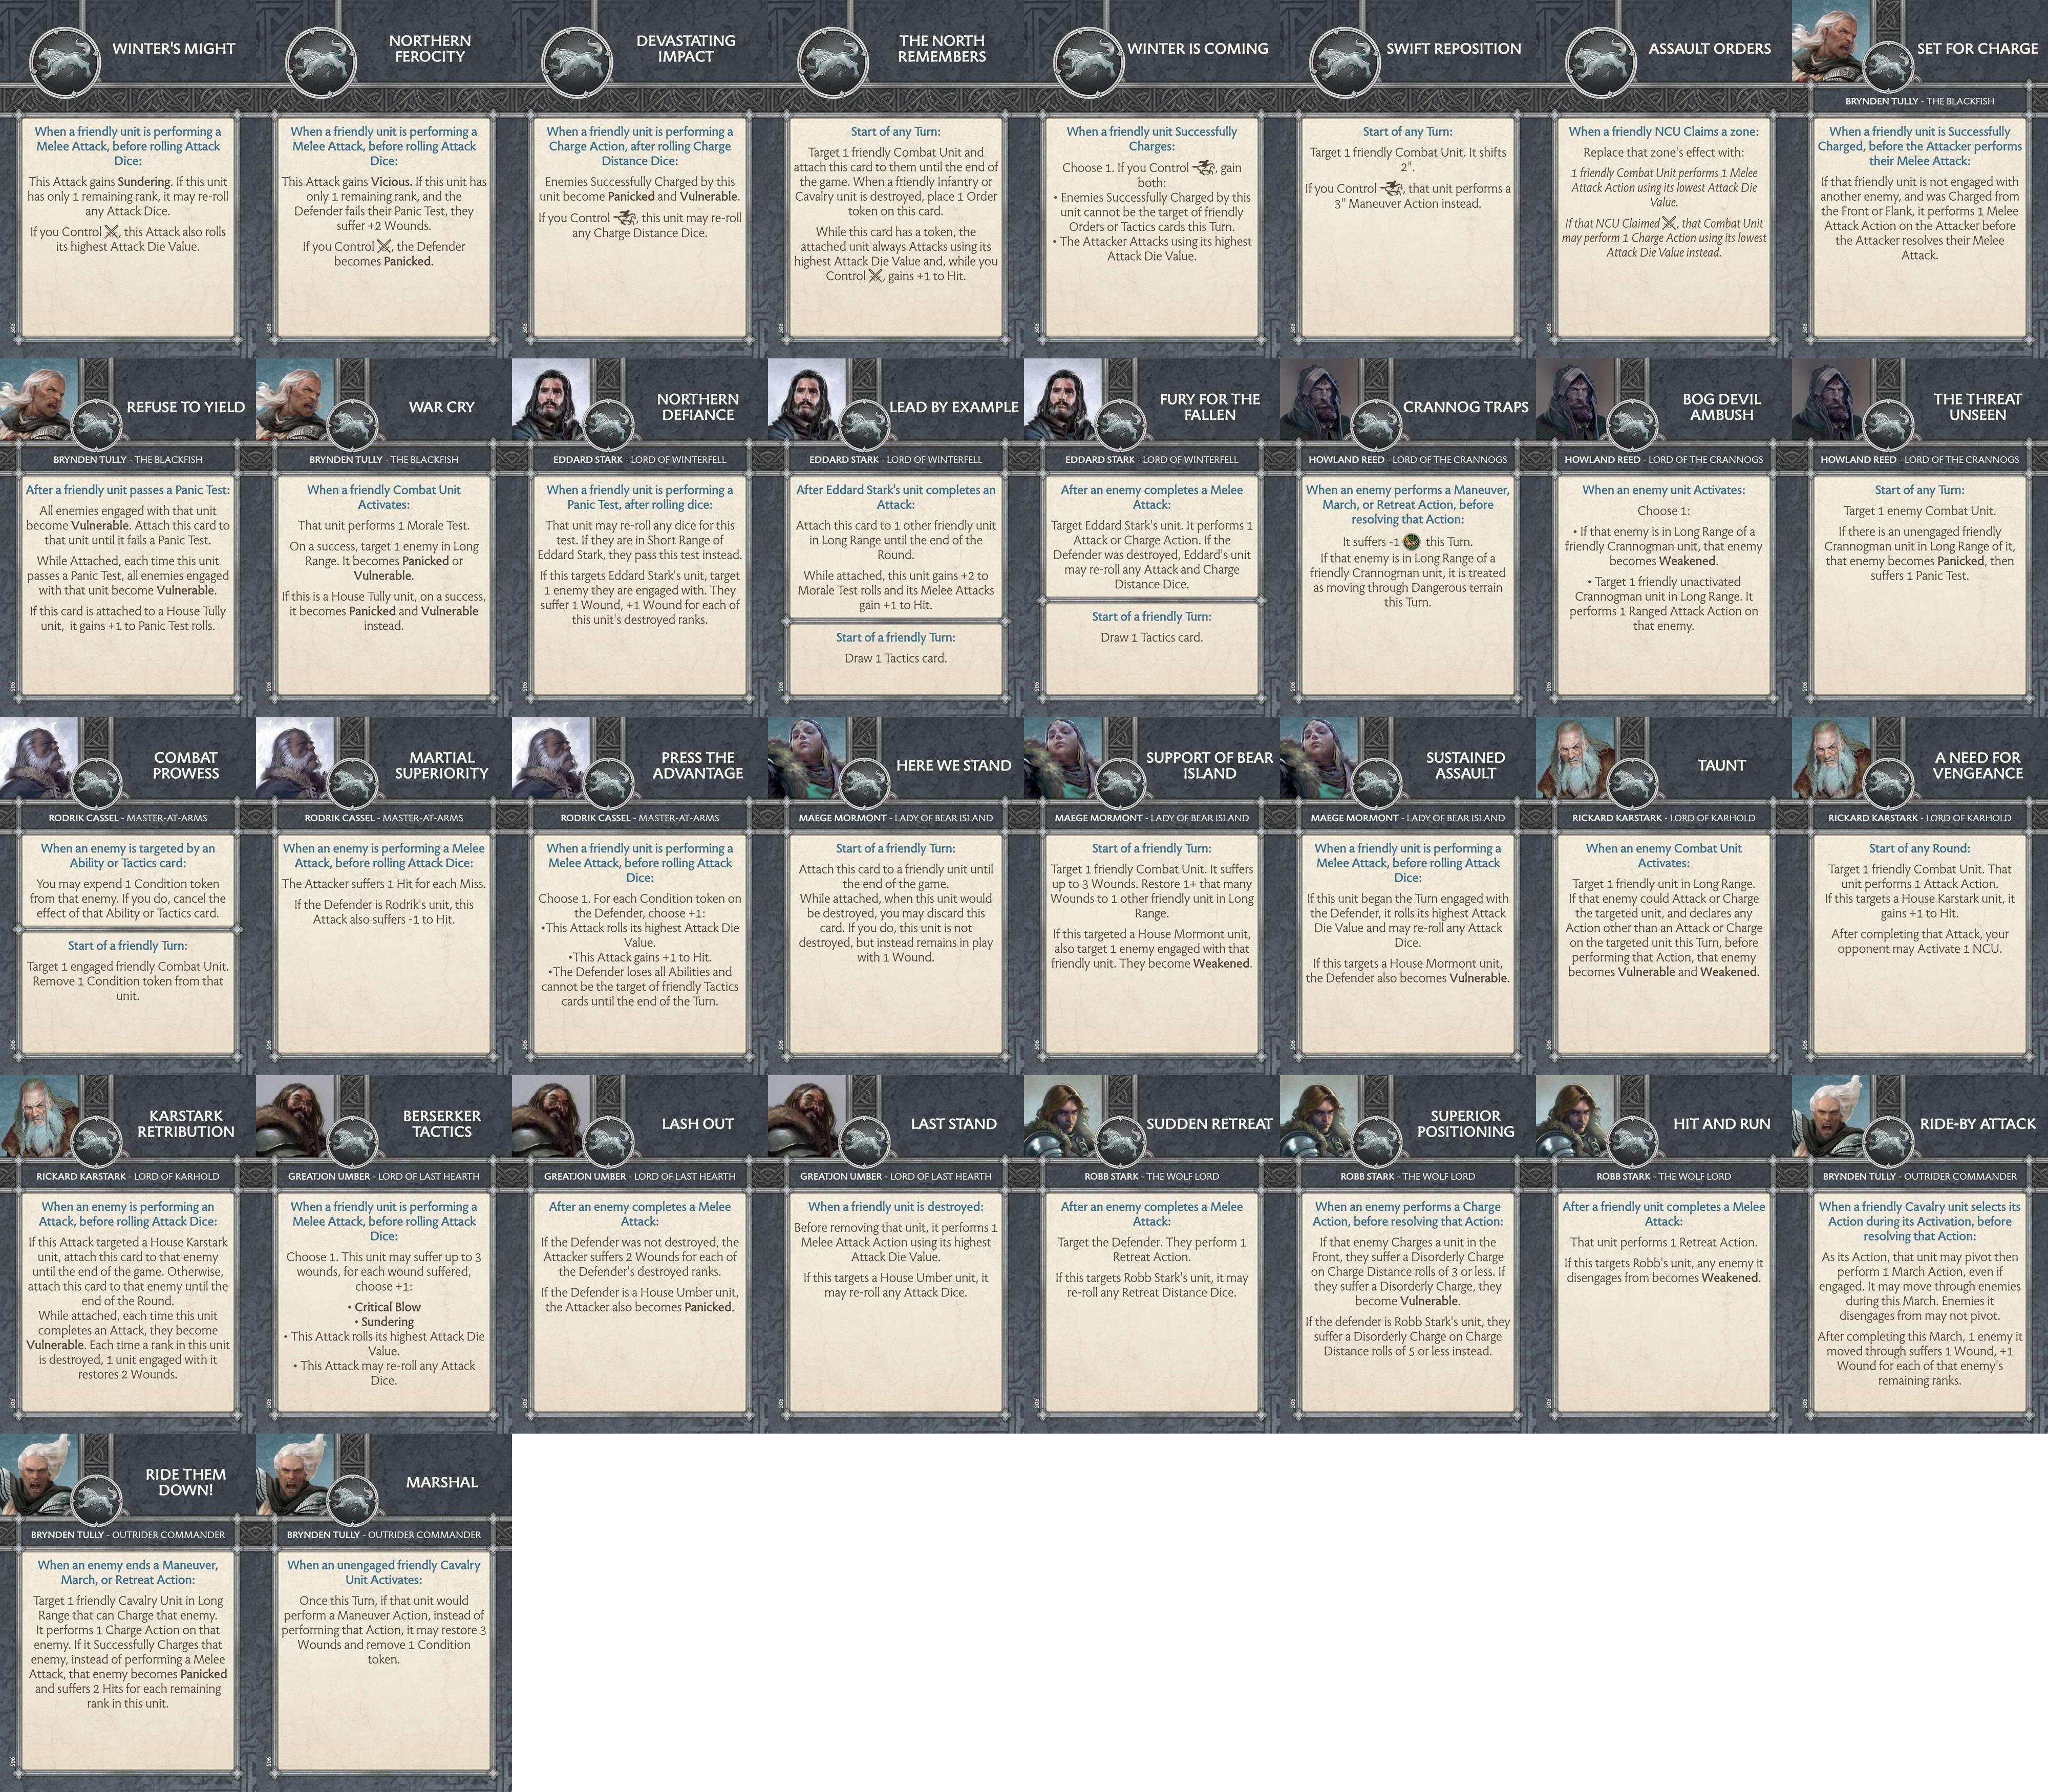 WINTER'S MIGHT
When a friendly unit is performing a
Melee Attack, before rolling Attack
Dice:
This Attack gains Sundering. If this unit
has only 1 remaining rank, it may re-roll
any Attack Dice.
If you Control , this Attack also rolls
its highest Attack Die Value.
S06
NORTHERN
FEROCITY
When a friendly unit is performing a
Melee Attack, before rolling Attack
Dice:
This Attack gains Vicious. If this unit has
only 1 remaining rank, and the
Defender fails their Panic Test, they
suffer +2 Wounds.
If you Control , the Defender
becomes Panicked.
S06
DEVASTATING
IMPACT
When a friendly unit is performing a
Charge Action, after rolling Charge
Distance Dice:
Enemies Successfully Charged by this
unit become Panicked and Vulnerable.
If you Control , this unit may re-roll
any Charge Distance Dice.
S06
THE NORTH
REMEMBERS
Start of any Turn:
Target 1 friendly Combat Unit and
attach this card to them until the end of
the game. When a friendly Infantry or
Cavalry unit is destroyed, place 1 Order
token on this card.
While this card has a token, the
attached unit always Attacks using its
highest Attack Die Value and, while you
Control , gains +1 to Hit.
S06
WINTER IS COMING
When a friendly unit Successfully
Charges:
Choose 1. If you Control , gain
both:
• Enemies Successfully Charged by this
unit cannot be the target of friendly
Orders or Tactics cards this Turn.
• The Attacker Attacks using its highest
Attack Die Value.
S06
SWIFT REPOSITION
Start of any Turn:
Target 1 friendly Combat Unit. It shifts
2".
If you Control , that unit performs a
3" Maneuver Action instead.
S06
ASSAULT ORDERS
When a friendly NCU Claims a zone:
Replace that zone's effect with:
1 friendly Combat Unit performs 1 Melee
Attack Action using its lowest Attack Die
Value.
If that NCU Claimed , that Combat Unit
may perform 1 Charge Action using its lowest
Attack Die Value instead.
S06
SET FOR CHARGE
BRYNDEN TULLY - THE BLACKFISH
When a friendly unit is Successfully
Charged, before the Attacker performs
their Melee Attack:
If that friendly unit is not engaged with
another enemy, and was Charged from
the Front or Flank, it performs 1 Melee
Attack Action on the Attacker before
the Attacker resolves their Melee
Attack.
S06
REFUSE TO YIELD
BRYNDEN TULLY - THE BLACKFISH
After a friendly unit passes a Panic Test:
All enemies engaged with that unit
become Vulnerable. Attach this card to
that unit until it fails a Panic Test.
While Attached, each time this unit
passes a Panic Test, all enemies engaged
with that unit become Vulnerable.
If this card is attached to a House Tully
unit, it gains +1 to Panic Test rolls.
S06
WAR CRY
BRYNDEN TULLY - THE BLACKFISH
When a friendly Combat Unit
Activates:
That unit performs 1 Morale Test.
On a success, target 1 enemy in Long
Range. It becomes Panicked or
Vulnerable.
If this is a House Tully unit, on a success,
it becomes Panicked and Vulnerable
instead.
S06
NORTHERN
DEFIANCE
EDDARD STARK - LORD OF WINTERFELL
When a friendly unit is performing a
Panic Test, after rolling dice:
That unit may re-roll any dice for this
test. If they are in Short Range of
Eddard Stark, they pass this test instead.
If this targets Eddard Stark's unit, target
1 enemy they are engaged with. They
suffer 1 Wound, +1 Wound for each of
this unit's destroyed ranks.
S06
LEAD BY EXAMPLE
EDDARD STARK - LORD OF WINTERFELL
After Eddard Stark's unit completes an
Attack:
Attach this card to 1 other friendly unit
in Long Range until the end of the
Round.
While attached, this unit gains +2 to
Morale Test rolls and its Melee Attacks
gain +1 to Hit.
Start of a friendly Turn:
Draw 1 Tactics card.
S06
FURY FOR THE
FALLEN
EDDARD STARK - LORD OF WINTERFELL
After an enemy completes a Melee
Attack:
Target Eddard Stark's unit. It performs 1
Attack or Charge Action. If the
Defender was destroyed, Eddard's unit
may re-roll any Attack and Charge
Distance Dice.
Start of a friendly Turn:
Draw 1 Tactics card.
S06
CRANNOG TRAPS
HOWLAND REED - LORD OF THE CRANNOGS
When an enemy performs a Maneuver,
March, or Retreat Action, before
resolving that Action:
It suffers -1 this Turn.
If that enemy is in Long Range of a
friendly Crannogman unit, it is treated
as moving through Dangerous terrain
this Turn.
S06
BOG DEVIL
AMBUSH
HOWLAND REED - LORD OF THE CRANNOGS
When an enemy unit Activates:
Choose 1:
• If that enemy is in Long Range of a
friendly Crannogman unit, that enemy
becomes Weakened.
• Target 1 friendly unactivated
Crannogman unit in Long Range. It
performs 1 Ranged Attack Action on
that enemy.
S06
THE THREAT
UNSEEN
HOWLAND REED - LORD OF THE CRANNOGS
Start of any Turn:
Target 1 enemy Combat Unit.
If there is an unengaged friendly
Crannogman unit in Long Range of it,
that enemy becomes Panicked, then
suffers 1 Panic Test.
S06
COMBAT
PROWESS
RODRIK CASSEL - MASTER-AT-ARMS
When an enemy is targeted by an
Ability or Tactics card:
You may expend 1 Condition token
from that enemy. If you do, cancel the
effect of that Ability or Tactics card.
Start of a friendly Turn:
Target 1 engaged friendly Combat Unit.
Remove 1 Condition token from that
unit.
S06
MARTIAL
SUPERIORITY
RODRIK CASSEL - MASTER-AT-ARMS
When an enemy is performing a Melee
Attack, before rolling Attack Dice:
The Attacker suffers 1 Hit for each Miss.
If the Defender is Rodrik's unit, this
Attack also suffers -1 to Hit.
S06
PRESS THE
ADVANTAGE
RODRIK CASSEL - MASTER-AT-ARMS
When a friendly unit is performing a
Melee Attack, before rolling Attack
Dice:
Choose 1. For each Condition token on
the Defender, choose +1:
•This Attack rolls its highest Attack Die
Value.
•This Attack gains +1 to Hit.
•The Defender loses all Abilities and
cannot be the target of friendly Tactics
cards until the end of the Turn.
S06
HERE WE STAND
MAEGE MORMONT - LADY OF BEAR ISLAND
Start of a friendly Turn:
Attach this card to a friendly unit until
the end of the game.
While attached, when this unit would
be destroyed, you may discard this
card. If you do, this unit is not
destroyed, but instead remains in play
with 1 Wound.
S06
SUPPORT OF BEAR
ISLAND
MAEGE MORMONT - LADY OF BEAR ISLAND
Start of a friendly Turn:
Target 1 friendly Combat Unit. It suffers
up to 3 Wounds. Restore 1+ that many
Wounds to 1 other friendly unit in Long
Range.
If this targeted a House Mormont unit,
also target 1 enemy engaged with that
friendly unit. They become Weakened.
S06
SUSTAINED
ASSAULT
MAEGE MORMONT - LADY OF BEAR ISLAND
When a friendly unit is performing a
Melee Attack, before rolling Attack
Dice:
If this unit began the Turn engaged with
the Defender, it rolls its highest Attack
Die Value and may re-roll any Attack
Dice.
If this targets a House Mormont unit,
the Defender also becomes Vulnerable.
S06
TAUNT
RICKARD KARSTARK - LORD OF KARHOLD
When an enemy Combat Unit
Activates:
Target 1 friendly unit in Long Range.
If that enemy could Attack or Charge
the targeted unit, and declares any
Action other than an Attack or Charge
on the targeted unit this Turn, before
performing that Action, that enemy
becomes Vulnerable and Weakened.
S06
A NEED FOR
VENGEANCE
RICKARD KARSTARK - LORD OF KARHOLD
Start of any Round:
Target 1 friendly Combat Unit. That
unit performs 1 Attack Action.
If this targets a House Karstark unit, it
gains +1 to Hit.
After completing that Attack, your
opponent may Activate 1 NCU.
S06
KARSTARK
RETRIBUTION
RICKARD KARSTARK - LORD OF KARHOLD
When an enemy is performing an
Attack, before rolling Attack Dice:
If this Attack targeted a House Karstark
unit, attach this card to that enemy
until the end of the game. Otherwise,
attach this card to that enemy until the
end of the Round.
While attached, each time this unit
completes an Attack, they become
Vulnerable. Each time a rank in this unit
is destroyed, 1 unit engaged with it
restores 2 Wounds.
S06
BERSERKER
TACTICS
GREATJON UMBER - LORD OF LAST HEARTH
When a friendly unit is performing a
Melee Attack, before rolling Attack
Dice:
Choose 1. This unit may suffer up to 3
wounds, for each wound suffered,
choose +1:
• Critical Blow
• Sundering
• This Attack rolls its highest Attack Die
Value.
• This Attack may re-roll any Attack
Dice.
S06
LASH OUT
GREATJON UMBER - LORD OF LAST HEARTH
After an enemy completes a Melee
Attack:
If the Defender was not destroyed, the
Attacker suffers 2 Wounds for each of
the Defender's destroyed ranks.
If the Defender is a House Umber unit,
the Attacker also becomes Panicked.
S06
LAST STAND
GREATJON UMBER - LORD OF LAST HEARTH
When a friendly unit is destroyed:
Before removing that unit, it performs 1
Melee Attack Action using its highest
Attack Die Value.
If this targets a House Umber unit, it
may re-roll any Attack Dice.
S06
SUDDEN RETREAT
ROBB STARK - THE WOLF LORD
After an enemy completes a Melee
Attack:
Target the Defender. They perform 1
Retreat Action.
If this targets Robb Stark's unit, it may
re-roll any Retreat Distance Dice.
S06
SUPERIOR
POSITIONING
ROBB STARK - THE WOLF LORD
When an enemy performs a Charge
Action, before resolving that Action:
If that enemy Charges a unit in the
Front, they suffer a Disorderly Charge
on Charge Distance rolls of 3 or less. If
they suffer a Disorderly Charge, they
become Vulnerable.
If the defender is Robb Stark's unit, they
suffer a Disorderly Charge on Charge
Distance rolls of 5 or less instead.
S06
HIT AND RUN
ROBB STARK - THE WOLF LORD
After a friendly unit completes a Melee
Attack:
That unit performs 1 Retreat Action.
If this targets Robb's unit, any enemy it
disengages from becomes Weakened.
S06
RIDE-BY ATTACK
BRYNDEN TULLY - OUTRIDER COMMANDER
When a friendly Cavalry unit selects its
Action during its Activation, before
resolving that Action:
As its Action, that unit may pivot then
perform 1 March Action, even if
engaged. It may move through enemies
during this March. Enemies it
disengages from may not pivot.
After completing this March, 1 enemy it
moved through suffers 1 Wound, +1
Wound for each of that enemy's
remaining ranks.
S06
RIDE THEM
DOWN!
BRYNDEN TULLY - OUTRIDER COMMANDER
When an enemy ends a Maneuver,
March, or Retreat Action:
Target 1 friendly Cavalry Unit in Long
Range that can Charge that enemy.
It performs 1 Charge Action on that
enemy. If it Successfully Charges that
enemy, instead of performing a Melee
Attack, that enemy becomes Panicked
and suffers 2 Hits for each remaining
rank in this unit.
S06
MARSHAL
BRYNDEN TULLY - OUTRIDER COMMANDER
When an unengaged friendly Cavalry
Unit Activates:
Once this Turn, if that unit would
perform a Maneuver Action, instead of
performing that Action, it may restore 3
Wounds and remove 1 Condition
token.
S06